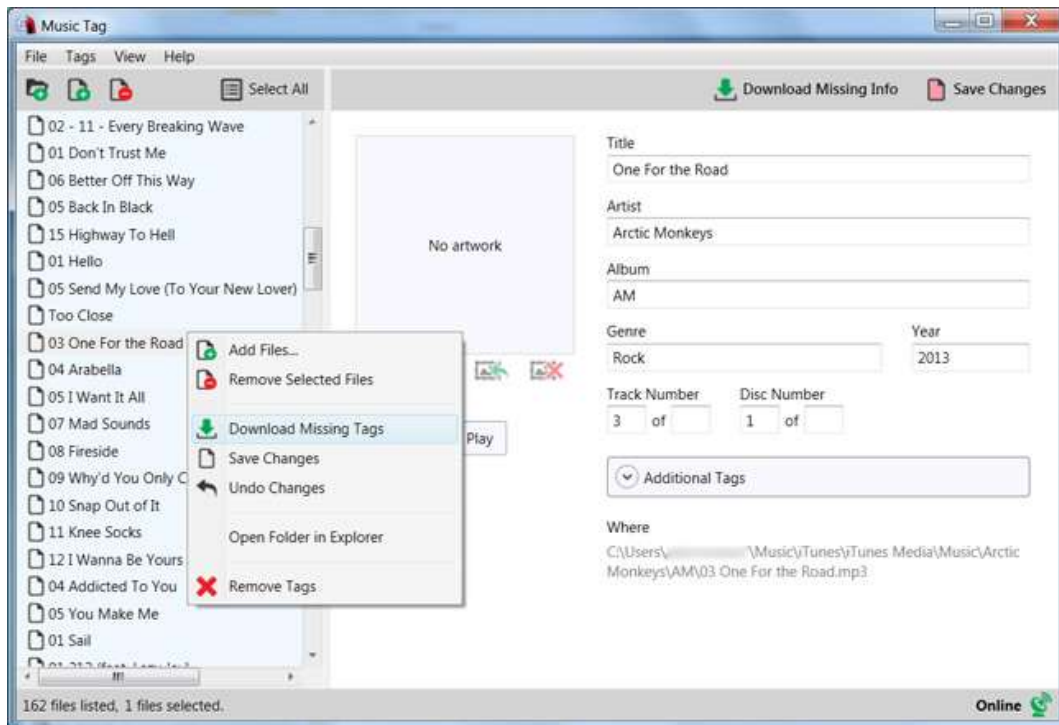 Music Tag
File Tags View Help
Select All
Download Missing Info
Save Changes
02 - 11 - Every Breaking Wave
01 Don't Trust Me
06 Better Off This Way
05 Back In Black
15 Highway To Hell
01 Hello
05 Send My Love (To Your New Lover)
Too Close
03 One For the Road
04 Arabella
05 I Want It All
07 Mad Sounds
08 Fireside
09 Why'd You Only C
10 Snap Out of It
11 Knee Socks
12 I Wanna Be Yours
04 Addicted To You
05 You Make Me
01 Sail
Add Files...
Remove Selected Files
Download Missing Tags
Save Changes
Undo Changes
Open Folder in Explorer
Remove Tags
No artwork
Play
Title
One For the Road
Artist
Arctic Monkeys
Album
AM
Genre Year
Rock 2013
Track Number Disc Number
3 of 1 of
Additional Tags
Where
C:\Users\ \Music\iTunes\iTunes Media\Music\Arctic
Monkeys\AM\03 One For the Road.mp3
162 files listed, 1 files selected.
Online